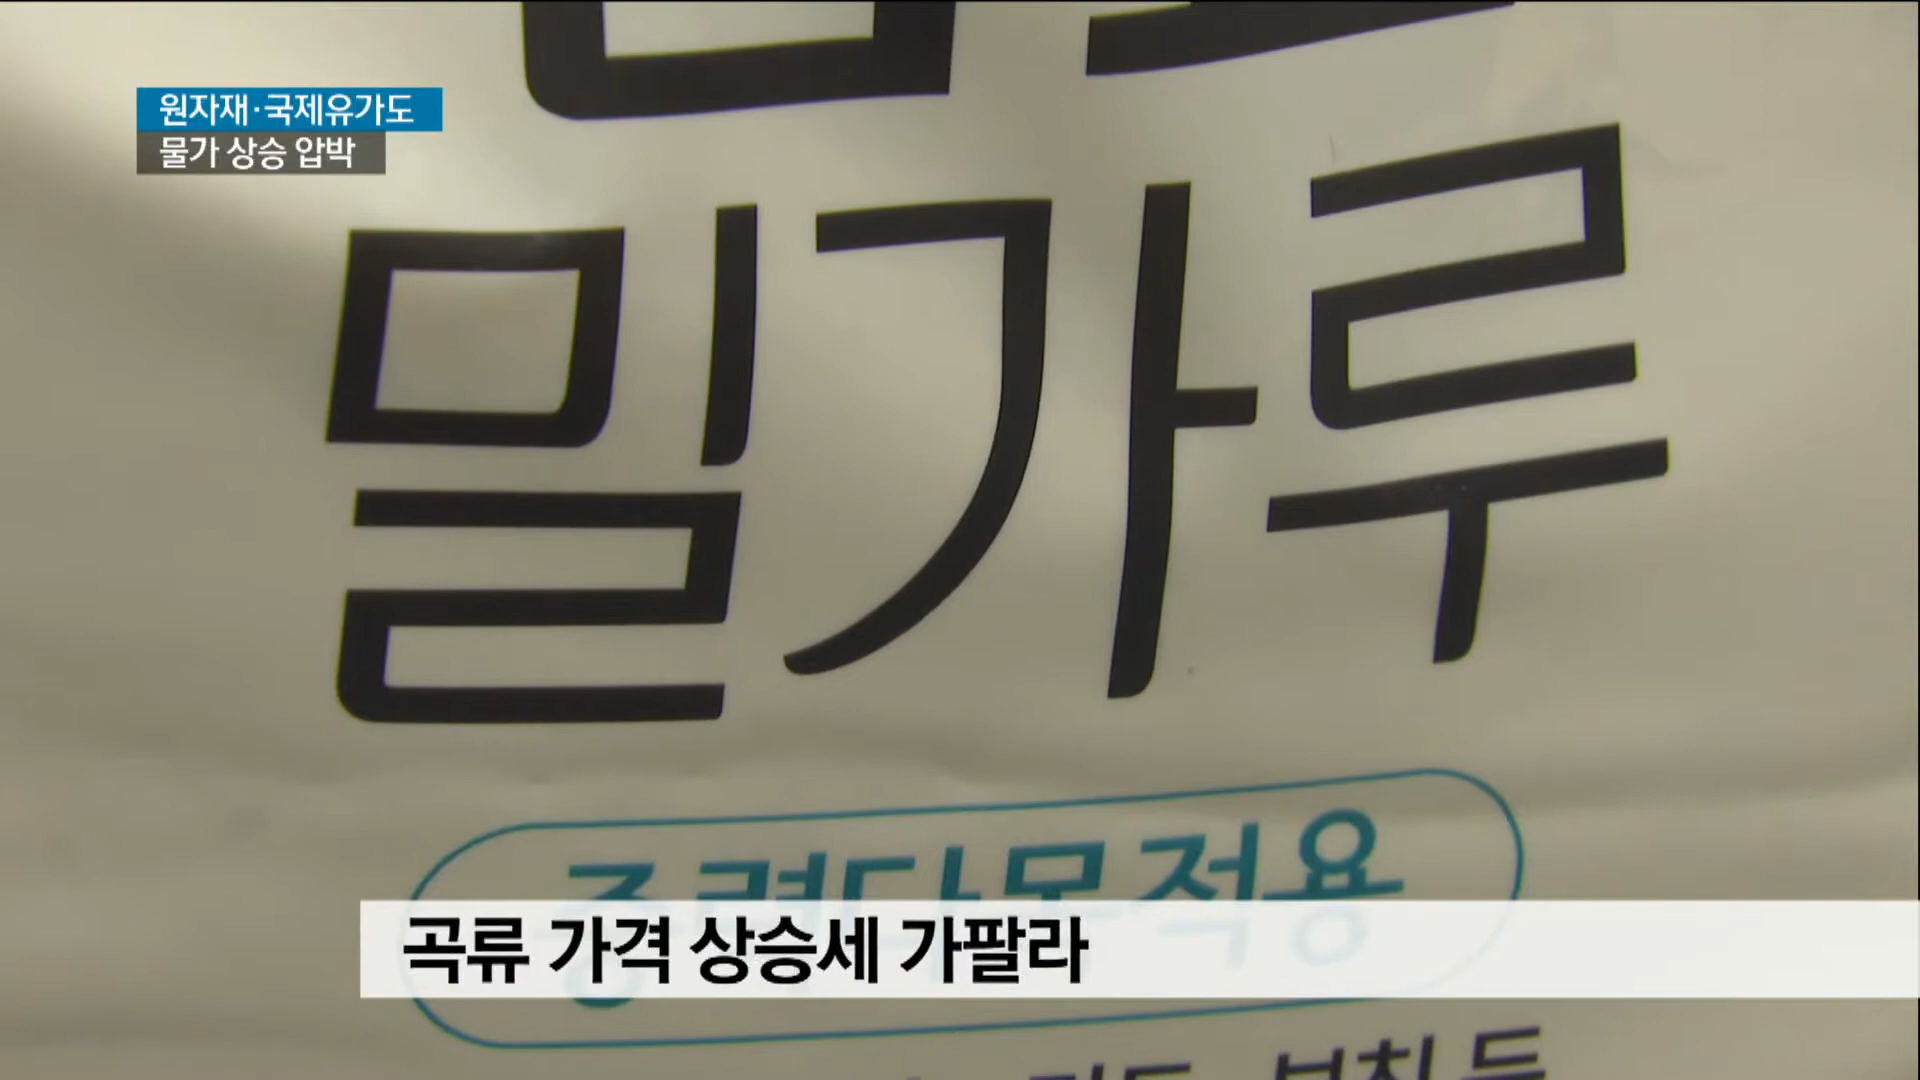 원자재·국제유가도
물가 상승 압박
밀가루
중력다목적용
곡류 가격 상승세 가팔라